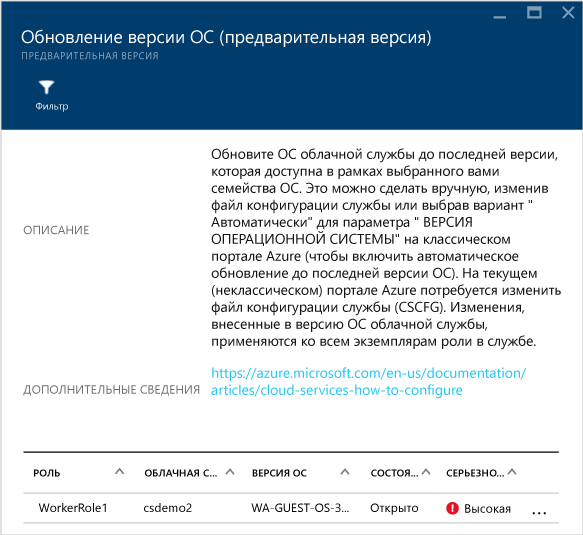 Обновление версии ОС (предварительная версия)
ПРЕДВАРИТЕЛЬНАЯ ВЕРСИЯ
Фильтр
Обновите ОС облачной службы до последней версии,
которая доступна в рамках выбранного вами
семейства ОС. Это можно сделать вручную, изменив
файл конфигурации службы или выбрав вариант "
Автоматически" для параметра " ВЕРСИЯ
ОПЕРАЦИОННОЙ СИСТЕМЫ" на классическом
портале Azure (чтобы включить автоматическое
обновление до последней версии ОС). На текущем
(неклассическом) портале Azure потребуется изменить
файл конфигурации службы (CSCFG). Изменения,
внесенные в версию ОС облачной службы,
применяются ко всем экземплярам роли в службе.
ОПИСАНИЕ
https://azure.microsoft.com/en-us/documentation/
articles/cloud-services-how-to-configure
ДОПОЛНИТЕЛЬНЫЕ СВЕДЕНИЯ
РОЛЬ ОБЛАЧНАЯ С... ВЕРСИЯ ОС СОСТОЯ... СЕРЬЕЗНО...
WorkerRole1 csdemo2 WA-GUEST-OS-3... Открыто Высокая ...